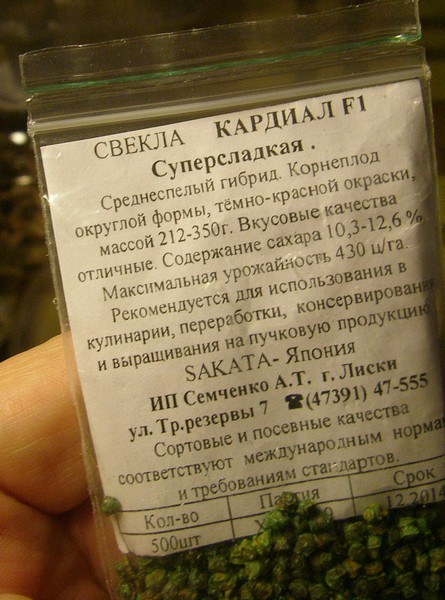 СВЕКЛА КАРДИАЛ F1
Суперсладкая .
Среднеспелый гибрид. Корнеплод
округлой формы, тёмно-красной окраски,
массой 212-350г. Вкусовые качества
отличные. Содержание сахара 10,3-12,6 %
Максимальная урожайность 430 ц/га.
Рекомендуется для использования в
кулинарии, переработки, консервировании
и выращивания на пучковую продукцию
SAKATA- Япония
ИП Семченко А.Т. г. Лиски
ул. Тр.резервы 7 ☎(47391) 47-555
Сортовые и посевные качества
соответствуют международным норма
и требованиям стандартов.
Кол-во Партия Срок
500шт 12.2014